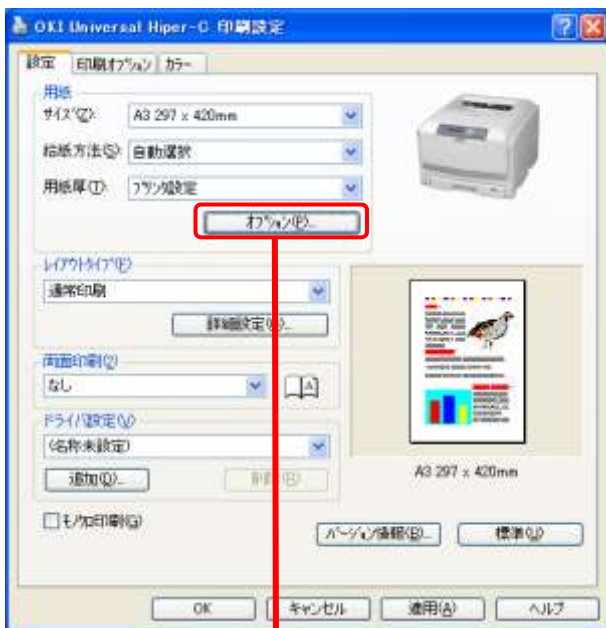 OKI Universal Hiper-C 印刷設定
設定 印刷オプション カラー
用紙
サイズ(Z): A3 297 x 420mm
給紙方法(S): 自動選択
用紙厚(T): プリンタ設定
オプション(P)...
レイアウトタイプ(E)
通常印刷
詳細設定
両面印刷(2)
なし
A
ドライバ設定(V)
(名称未設定)
追加(Q)...
A3 297 x 420mm
モノクロ印刷(G)
バージョン情報(B)... 標準(U)
OK キャンセル 適用(A) ヘルプ